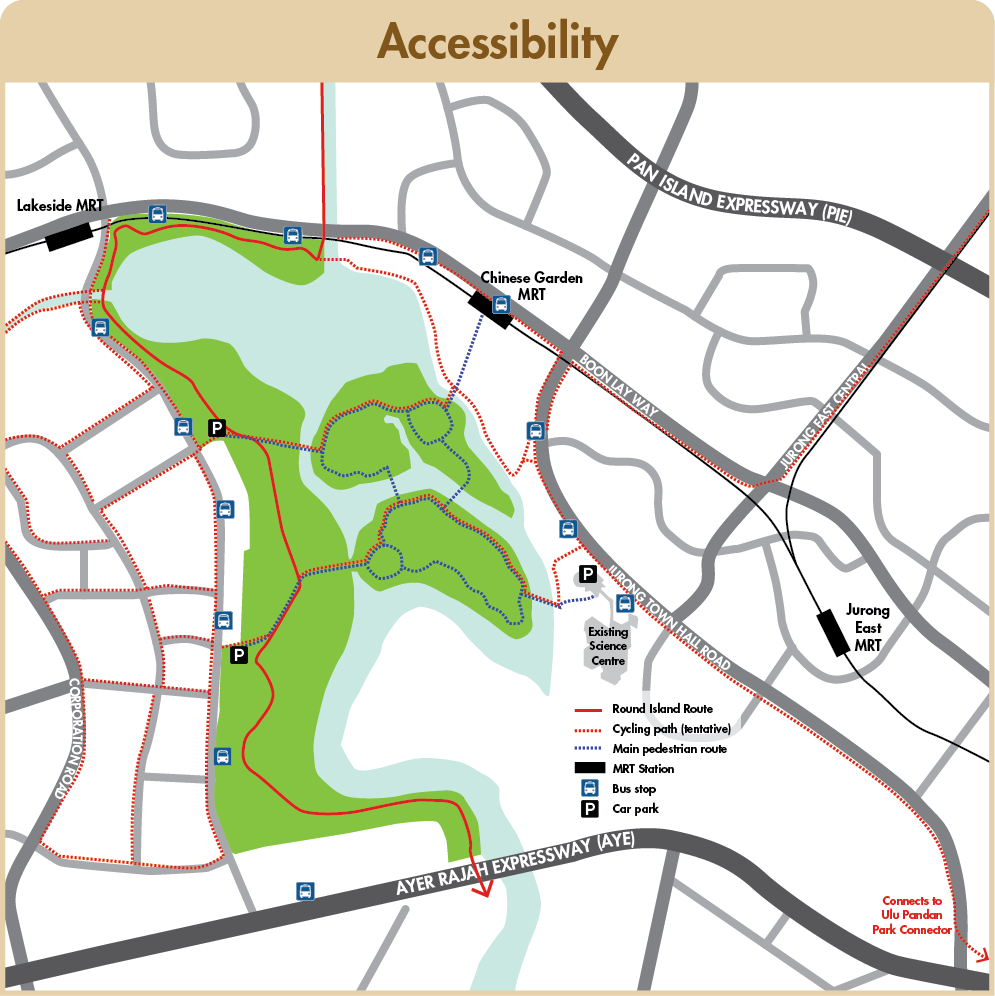 Accessibility
PAN ISLAND EXPRESSWAY (PIE)
Lakeside MRT
Chinese Garden
MRT
BOON LAY WAY
JURONG EAST CENTRAL
P
P
JURONG TOWN HALL ROAD
Jurong
East
MRT
Existing
Science
Centre
P
CORPORATION ROAD
Round Island Route
Cycling path (tentative)
Main pedestrian route
MRT Station
Bus stop
P
Car park
AYER RAJAH EXPRESSWAY (AYE)
Connects to
Ulu Pandan
Park Connector